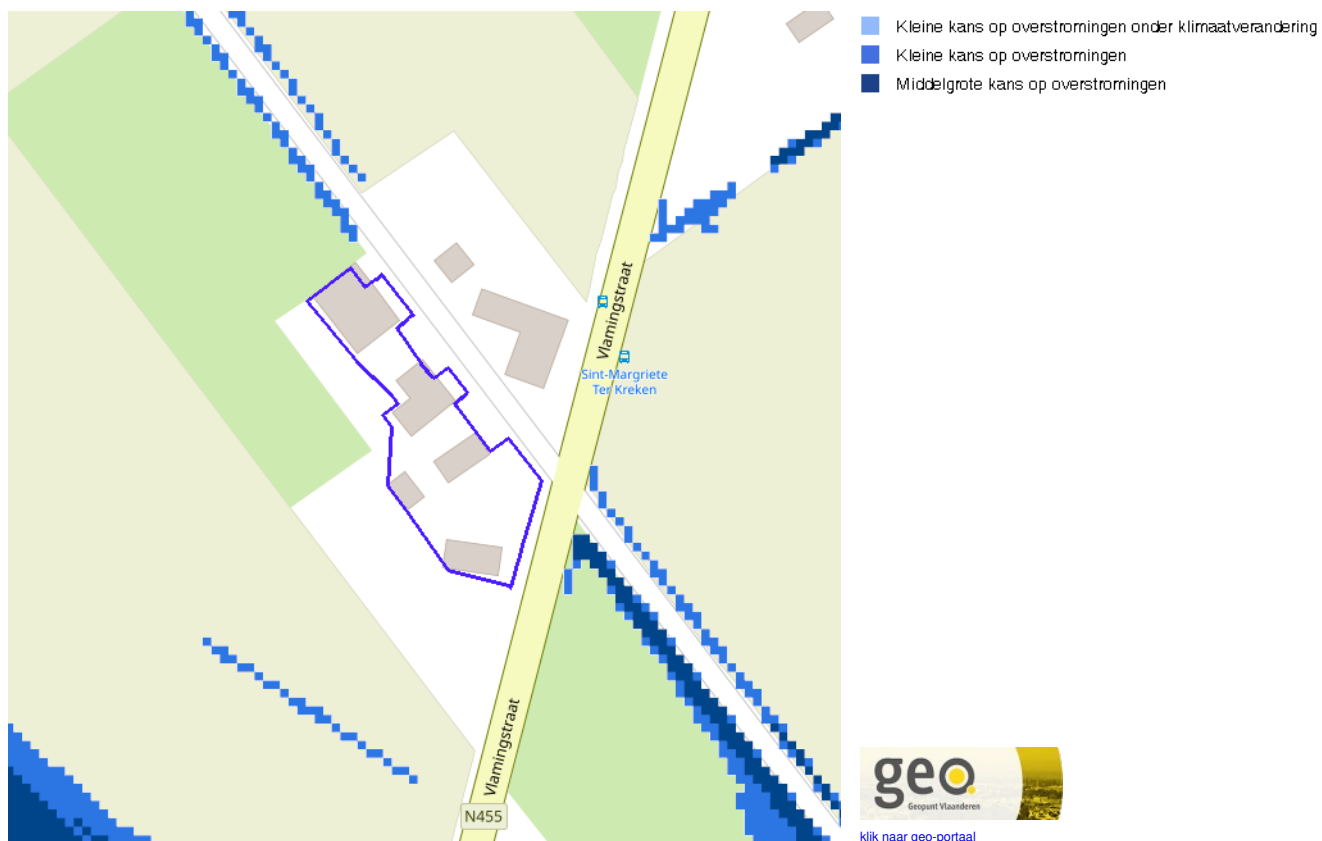 Kleine kans op overstromingen onder klimaatverandering
Kleine kans op overstromingen
Middelgrote kans op overstromingen
Vlamingstraat
Sint-Margriete
Ter Kreken
Vlamingstraat
N455
geo
Geopunt Vlaanderen
klik naar geo-portaal